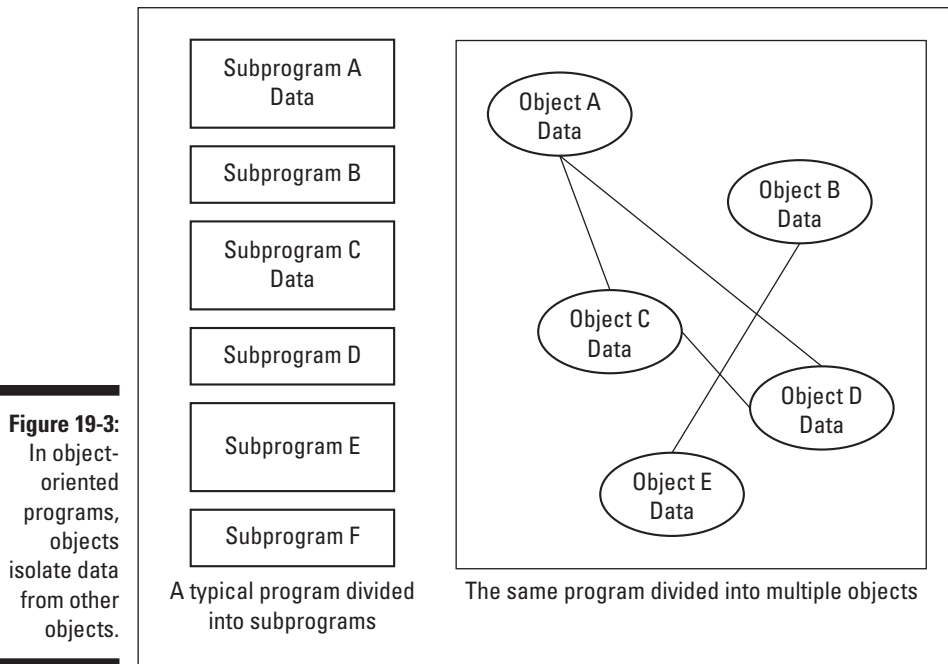 Subprogram A
Data
Subprogram B
Subprogram C
Data
Subprogram D
Subprogram E
Subprogram F
A typical program divided
into subprograms
Object A
Data
Object B
Data
Object C
Data
Object D
Data
Object E
Data
The same program divided into multiple objects
Figure 19-3:
In object-
oriented
programs,
objects
isolate data
from other
objects.